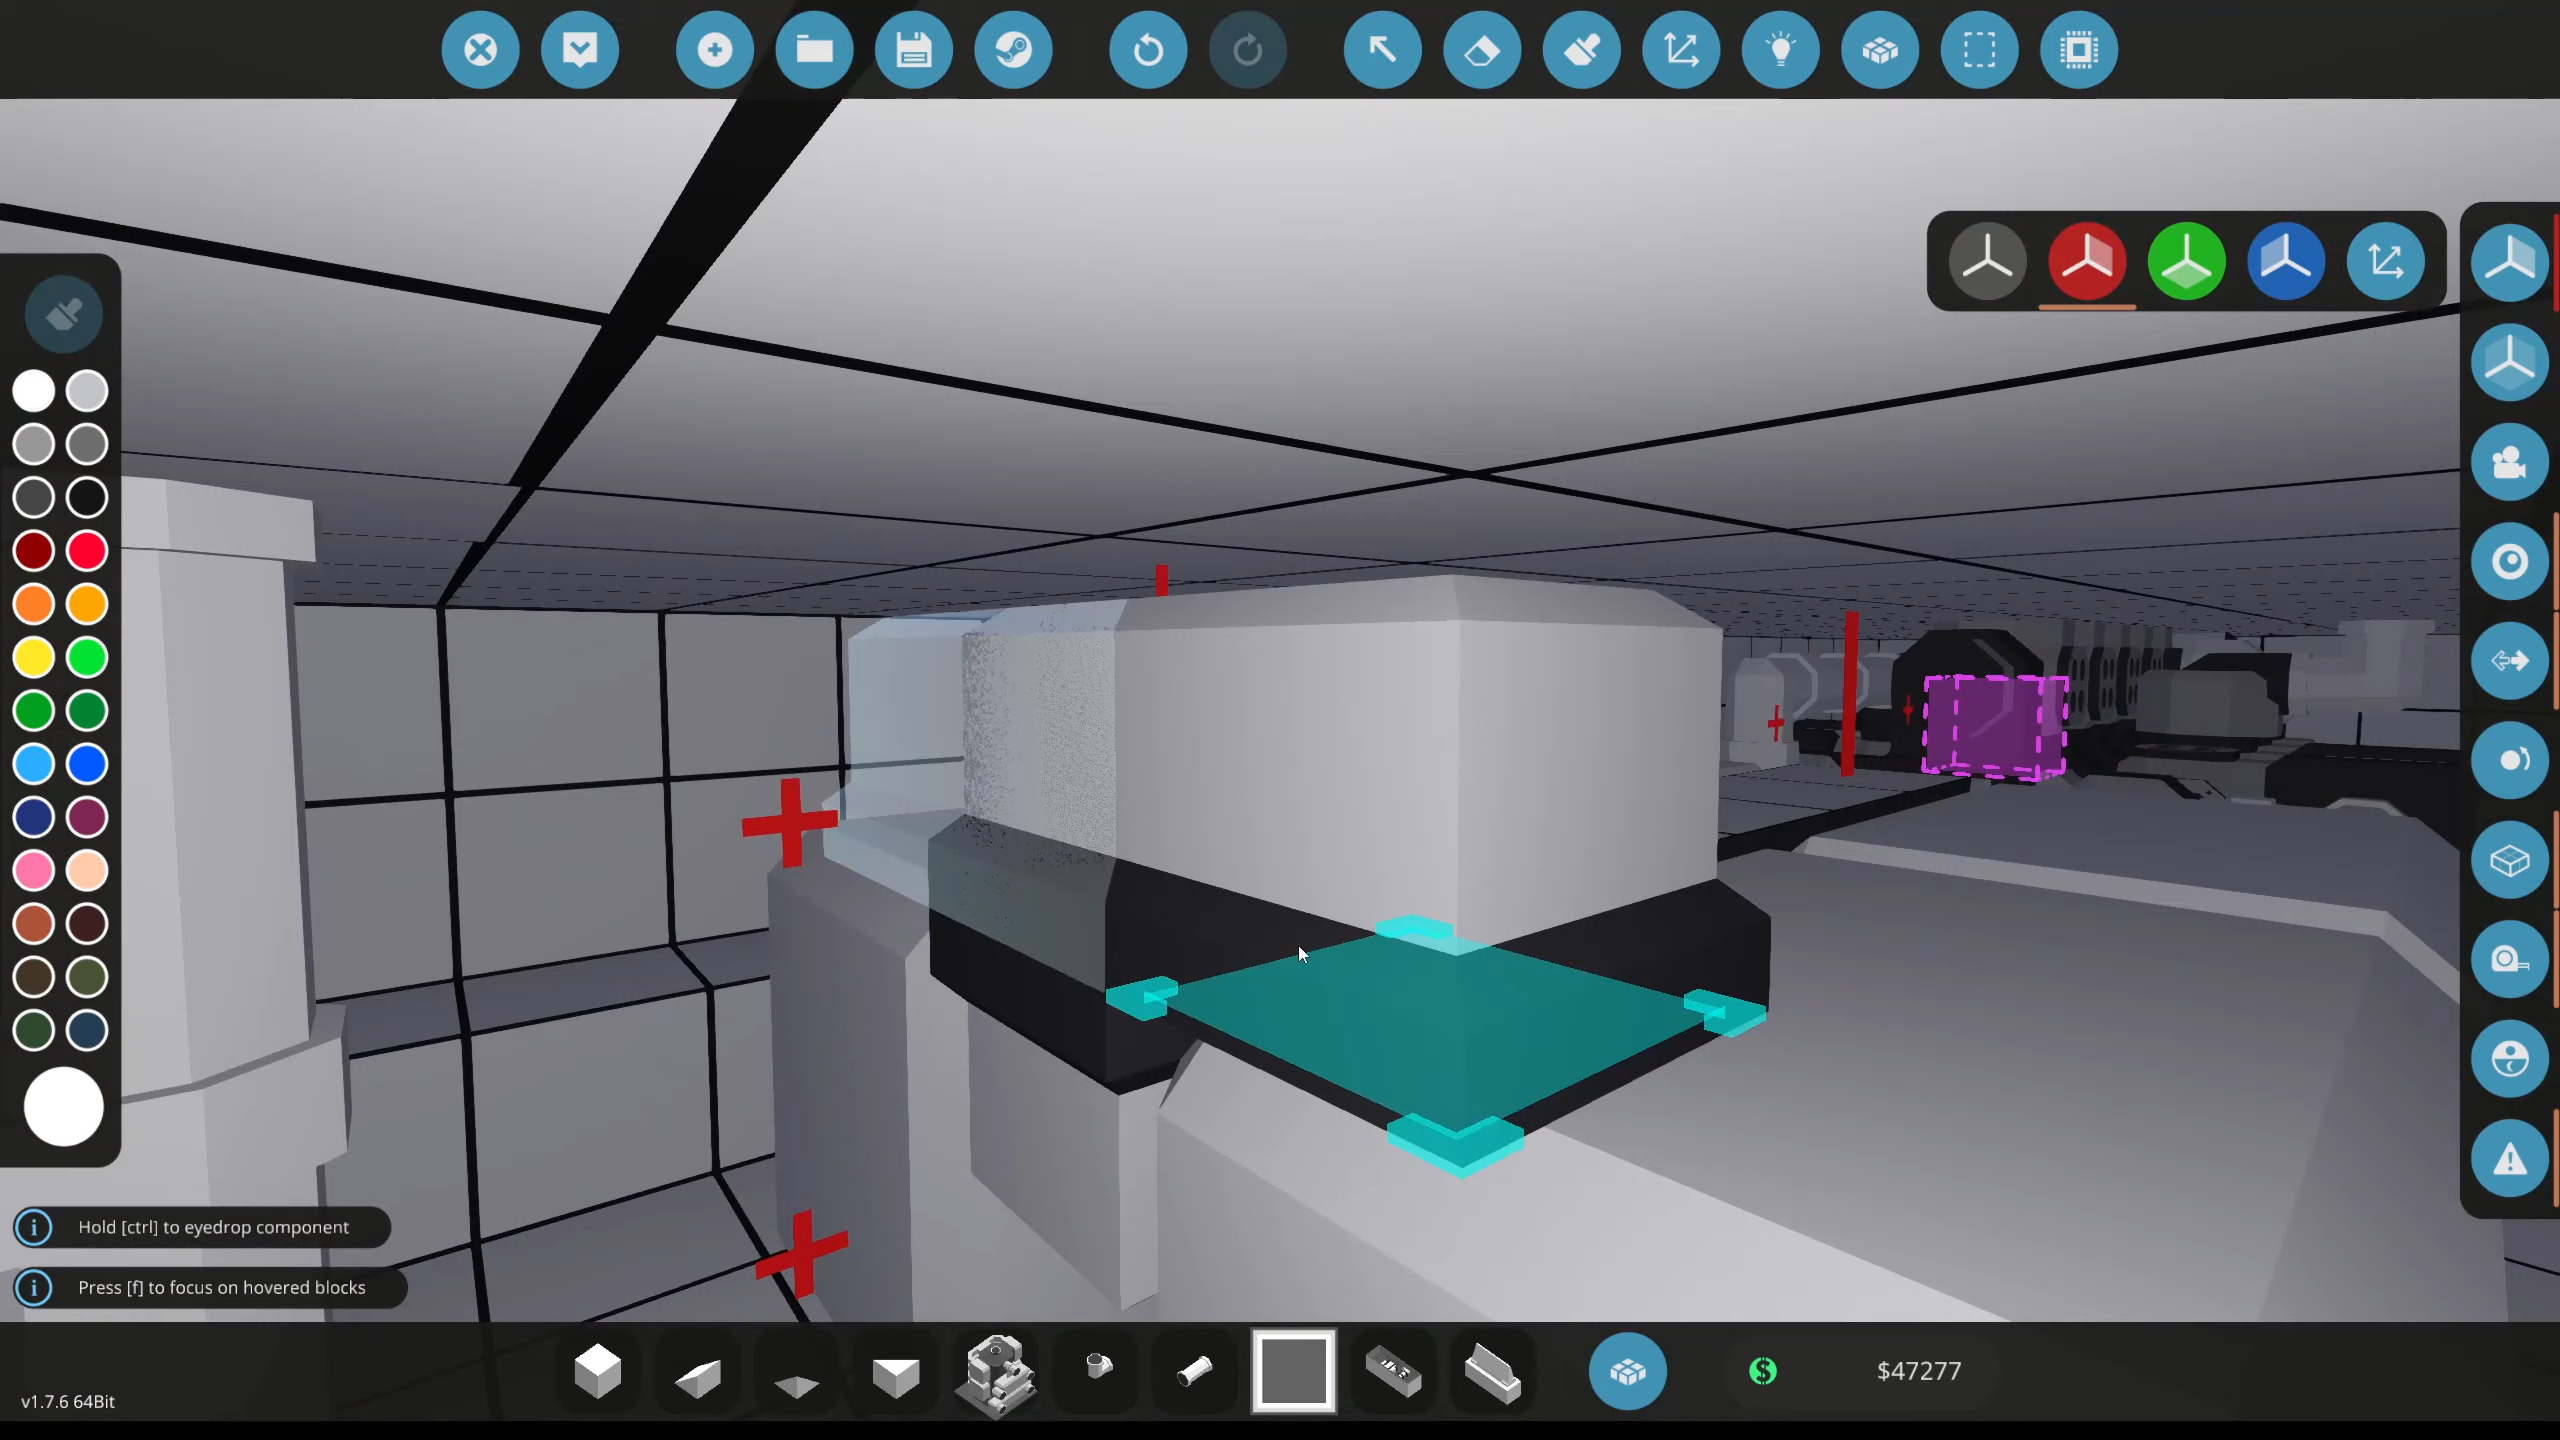 Hold [ctrl] to eyedrop component
Press [f] to focus on hovered blocks
$47277
v1.7.6 64Bit